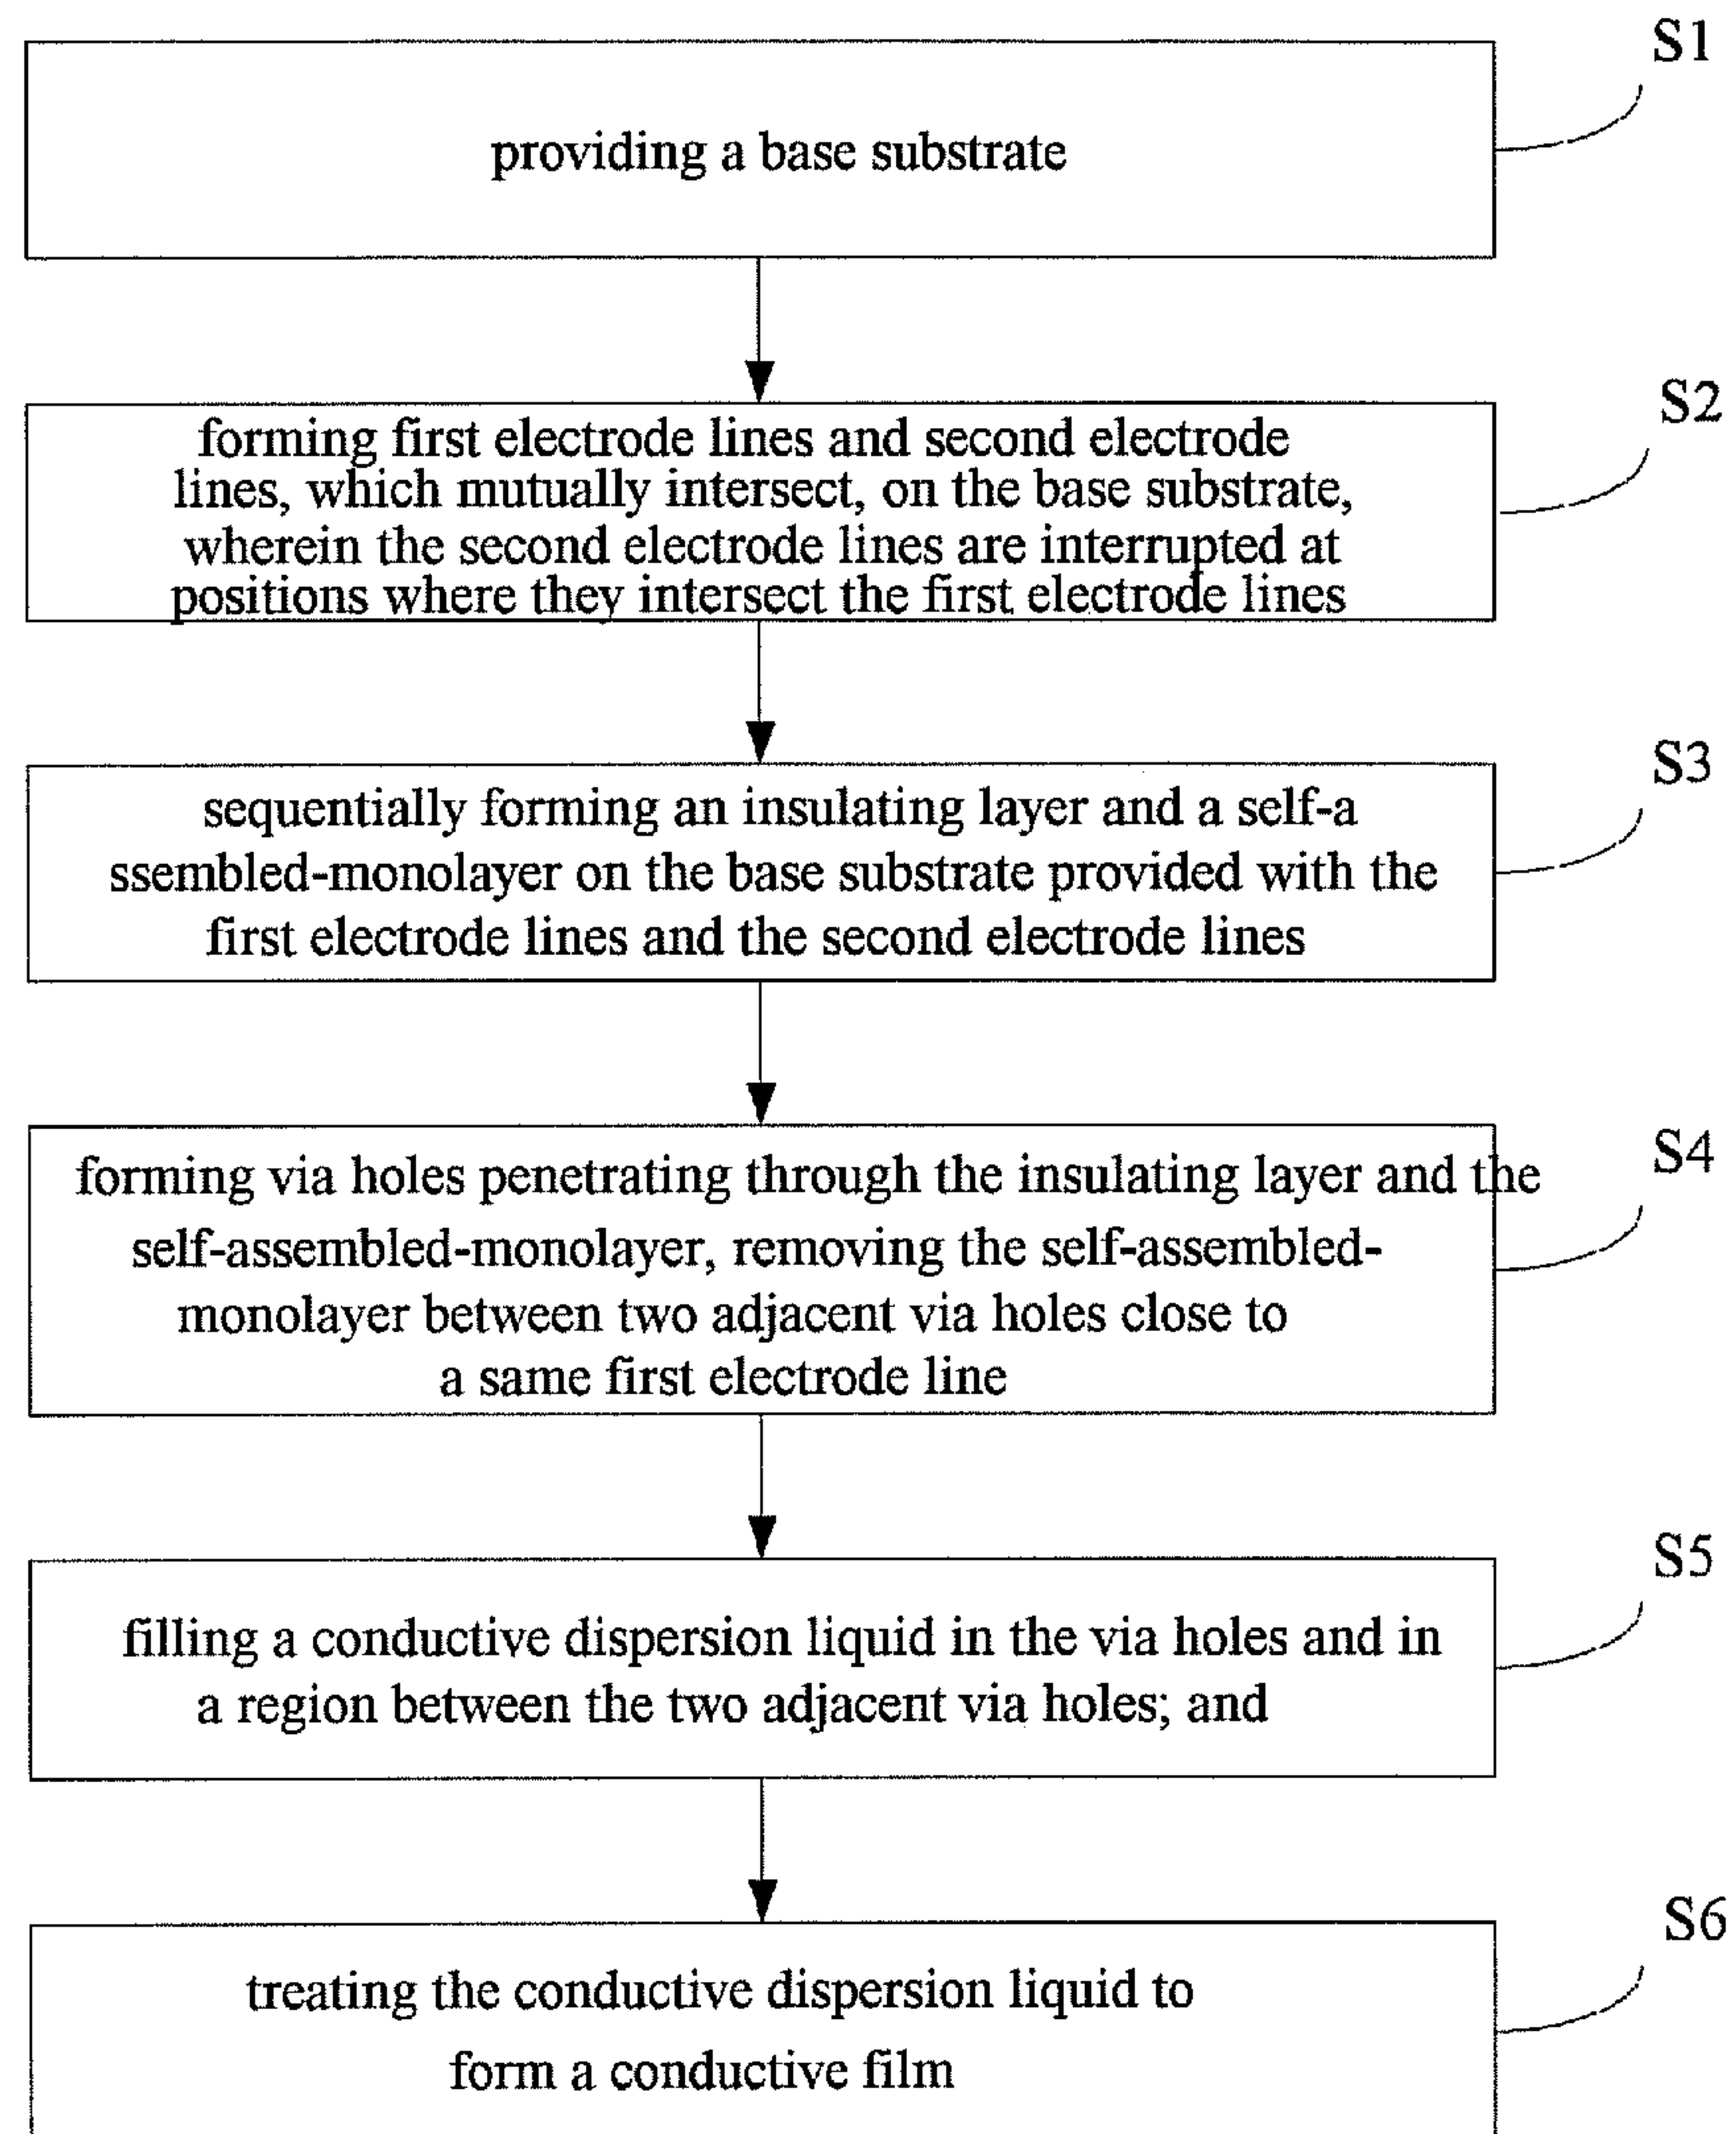 S1
providing a base substrate
S2
forming first electrode lines and second electrode
lines, which mutually intersect, on the base substrate,
wherein the second electrode lines are interrupted at
positions where they intersect the first electrode lines
S3
sequentially forming an insulating layer and a self-a
ssembled-monolayer on the base substrate provided with the
first electrode lines and the second electrode lines
S4
forming via holes penetrating through the insulating layer and the
self-assembled-monolayer, removing the self-assembled-
monolayer between two adjacent via holes close to
a same first electrode line
S5
filling a conductive dispersion liquid in the via holes and in
a region between the two adjacent via holes; and
S6
treating the conductive dispersion liquid to
form a conductive film